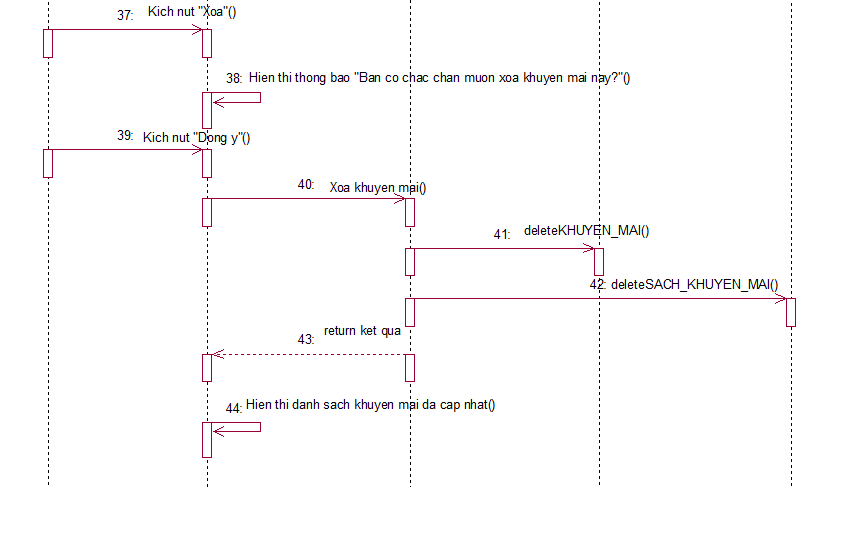 37: Kich nut "Xoa"()
38: Hien thi thong bao "Ban co chac chan muon xoa khuyen mai nay?"()
39: Kich nut "Dong y"()
40: Xoa khuyen mai()
41: deleteKHUYEN_MAI()
42: deleteSACH_KHUYEN_MAI()
43: return ket qua
44: Hien thi danh sach khuyen mai da cap nhat()